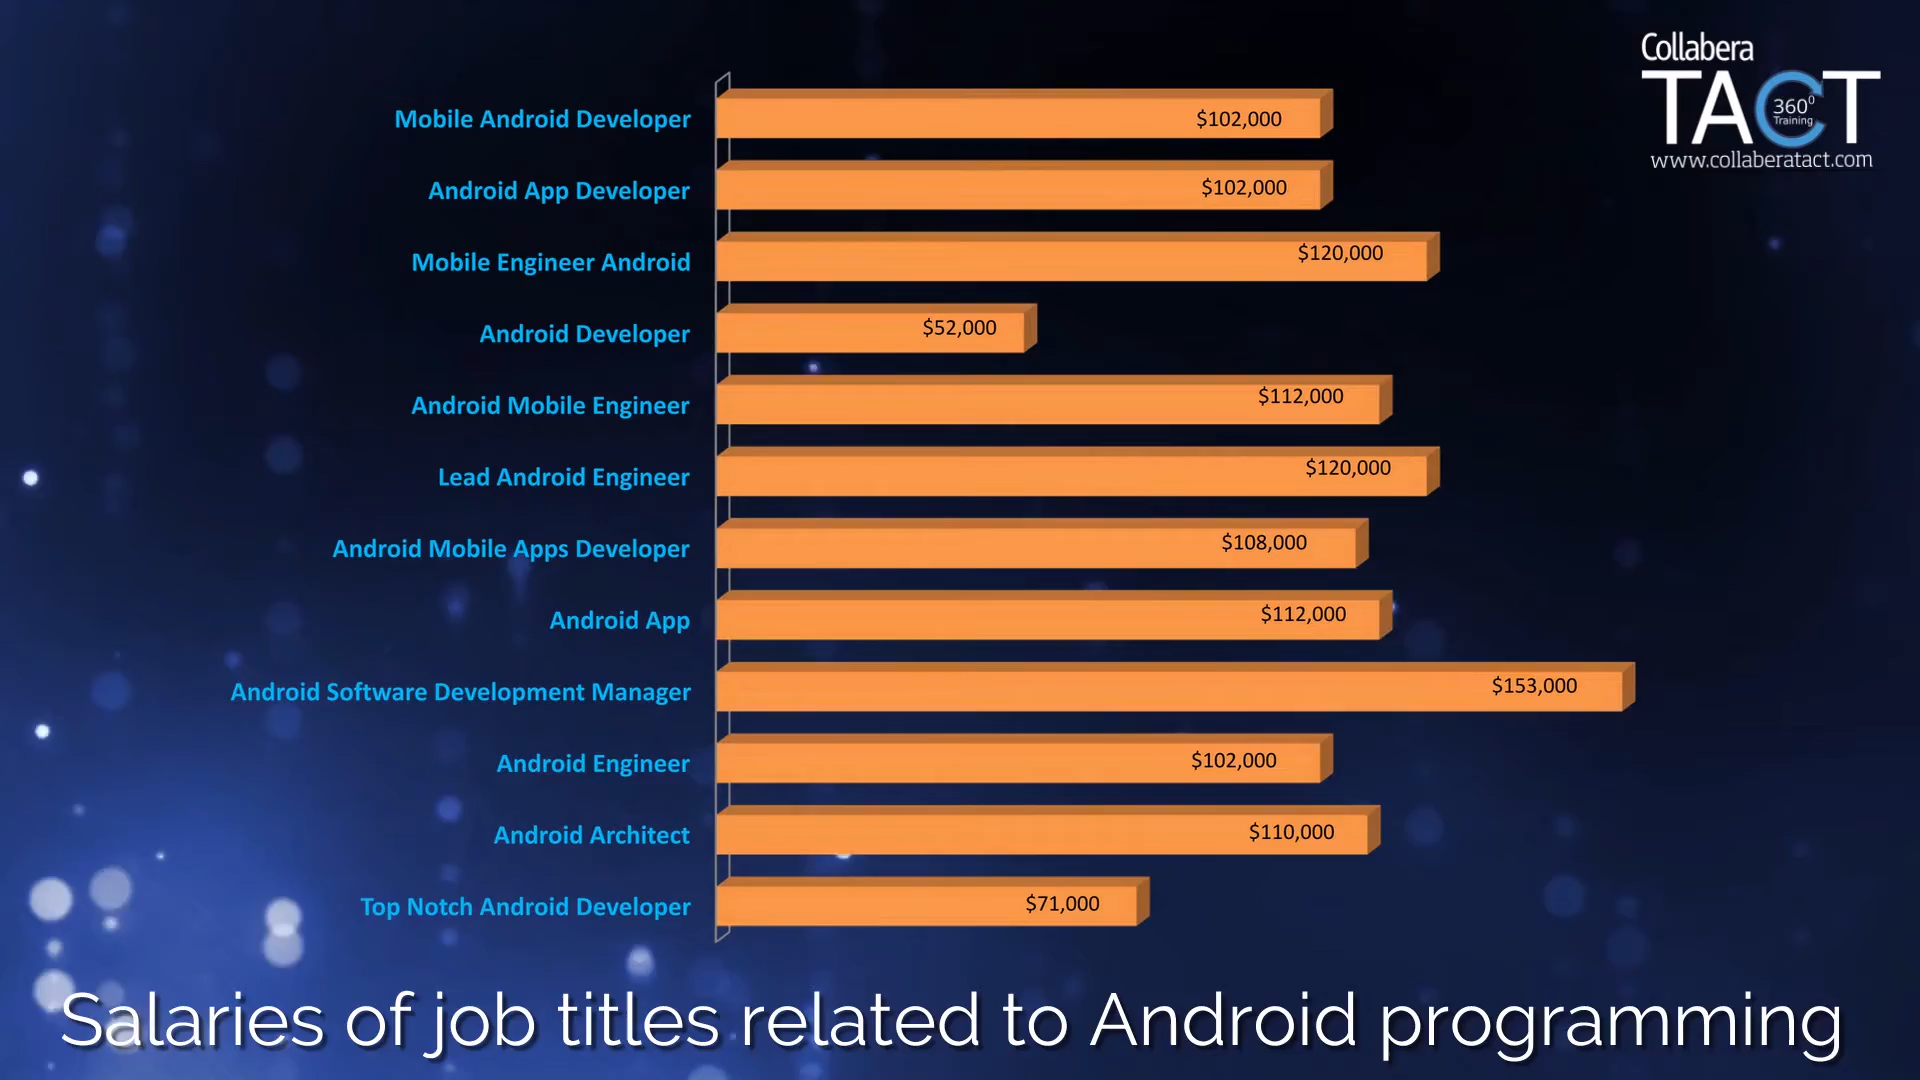 Collabera
TACT
360⁰
Training
www.collaberatact.com
Mobile Android Developer $102,000
Android App Developer $102,000
Mobile Engineer Android $120,000
Android Developer $52,000
Android Mobile Engineer $112,000
Lead Android Engineer $120,000
Android Mobile Apps Developer $108,000
Android App $112,000
Android Software Development Manager $153,000
Android Engineer $102,000
Android Architect $110,000
Top Notch Android Developer $71,000
Salaries of job titles related to Android programming